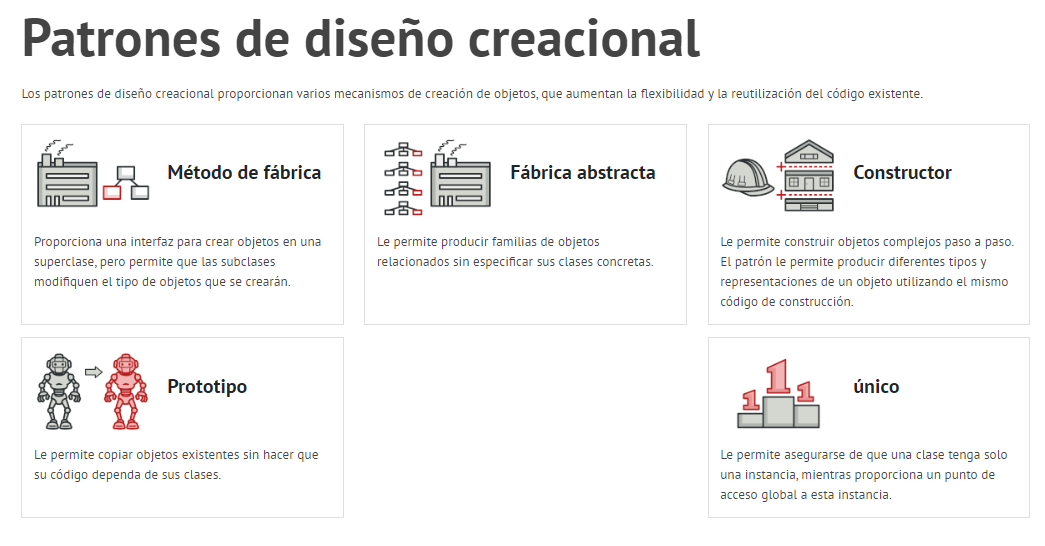 Patrones de diseño creacional
Los patrones de diseño creacional proporcionan varios mecanismos de creación de objetos, que aumentan la flexibilidad y la reutilización del código existente.
Método de fábrica
Proporciona una interfaz para crear objetos en una
superclase, pero permite que las subclases
modifiquen el tipo de objetos que se crearán.
Fábrica abstracta
Le permite producir familias de objetos
relacionados sin especificar sus clases concretas.
Constructor
Le permite construir objetos complejos paso a paso.
El patrón le permite producir diferentes tipos y
representaciones de un objeto utilizando el mismo
código de construcción.
Prototipo
Le permite copiar objetos existentes sin hacer que
su código dependa de sus clases.
1 1 1
único
Le permite asegurarse de que una clase tenga solo
una instancia, mientras proporciona un punto de
acceso global a esta instancia.